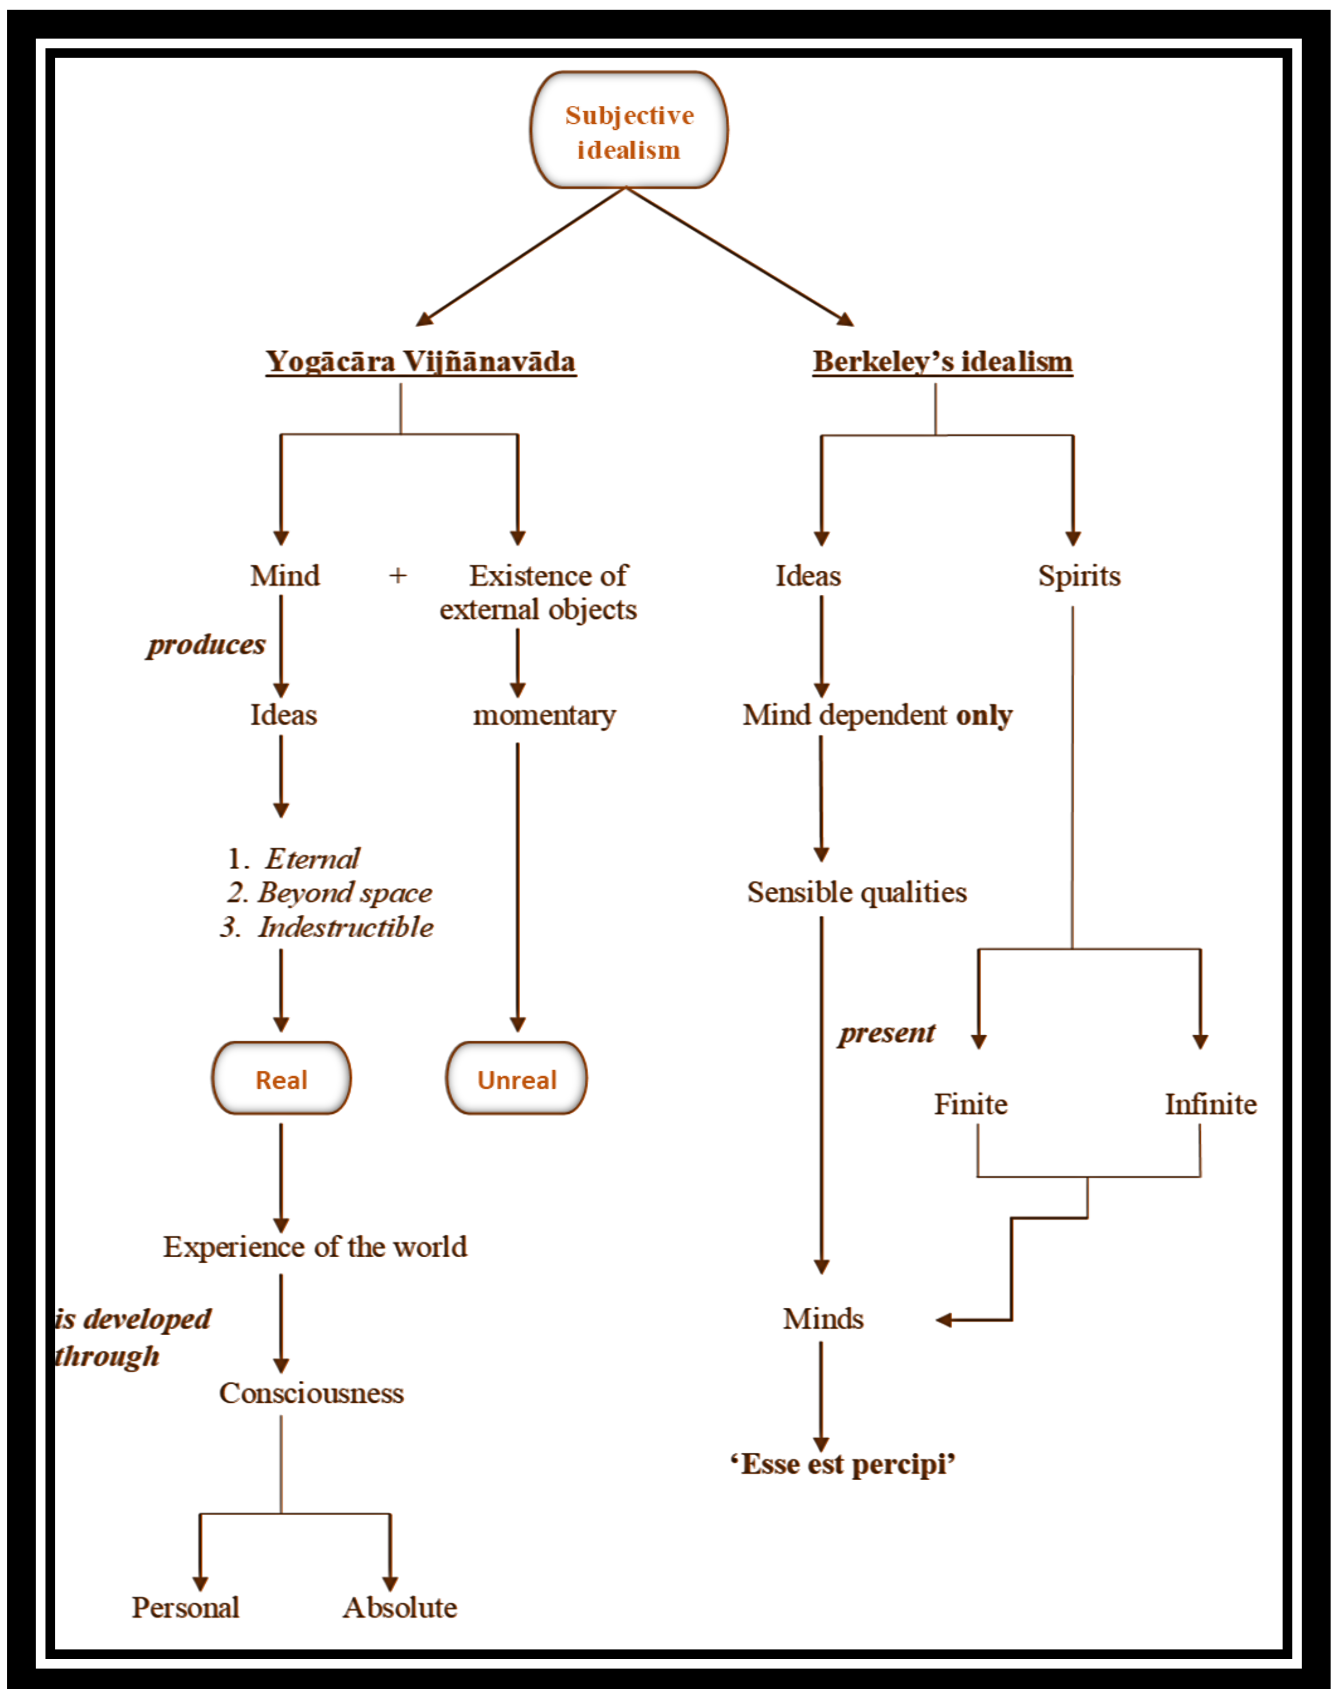 Subjective
idealism
Yogācāra Vijñānavāda
Berkeley’s idealism
Mind + Existence of
external objects
Ideas
Spirits
produces
Ideas
momentary
Mind dependent only
1. Eternal
2. Beyond space
3. Indestructible
Sensible qualities
present
Real
Unreal
Finite
Infinite
Experience of the world
is developed
through
Minds
Consciousness
‘Esse est percipi’
Personal
Absolute